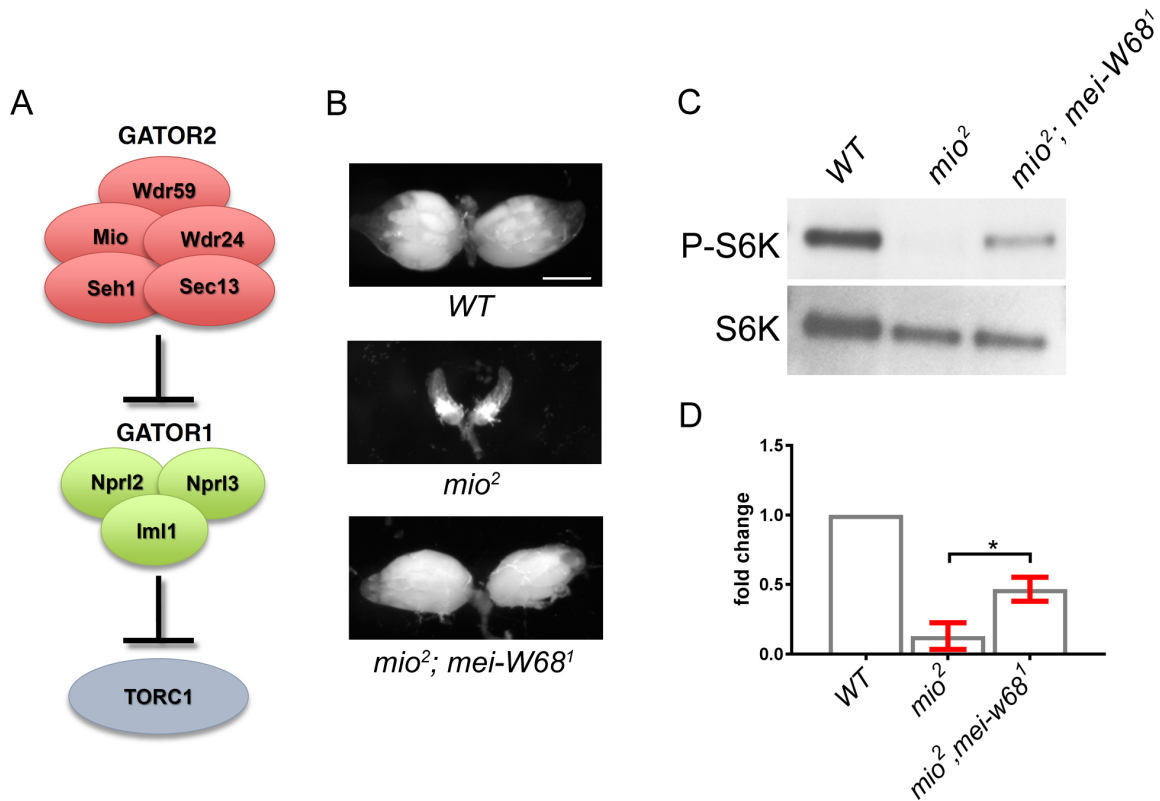 A
GATOR2
Wdr59
Mio
Wdr24
Seh1
Sec13
GATOR1
Nprl2
Nprl3
Iml1
TORC1
B
WT
mio²
mio²; mei-W68¹
C
WT
mio²
mio²; mei-W68¹
P-S6K
S6K
D
fold change
1.5
1.0
0.5
0.0
*
WT
mio²
mio²,mei-w68¹